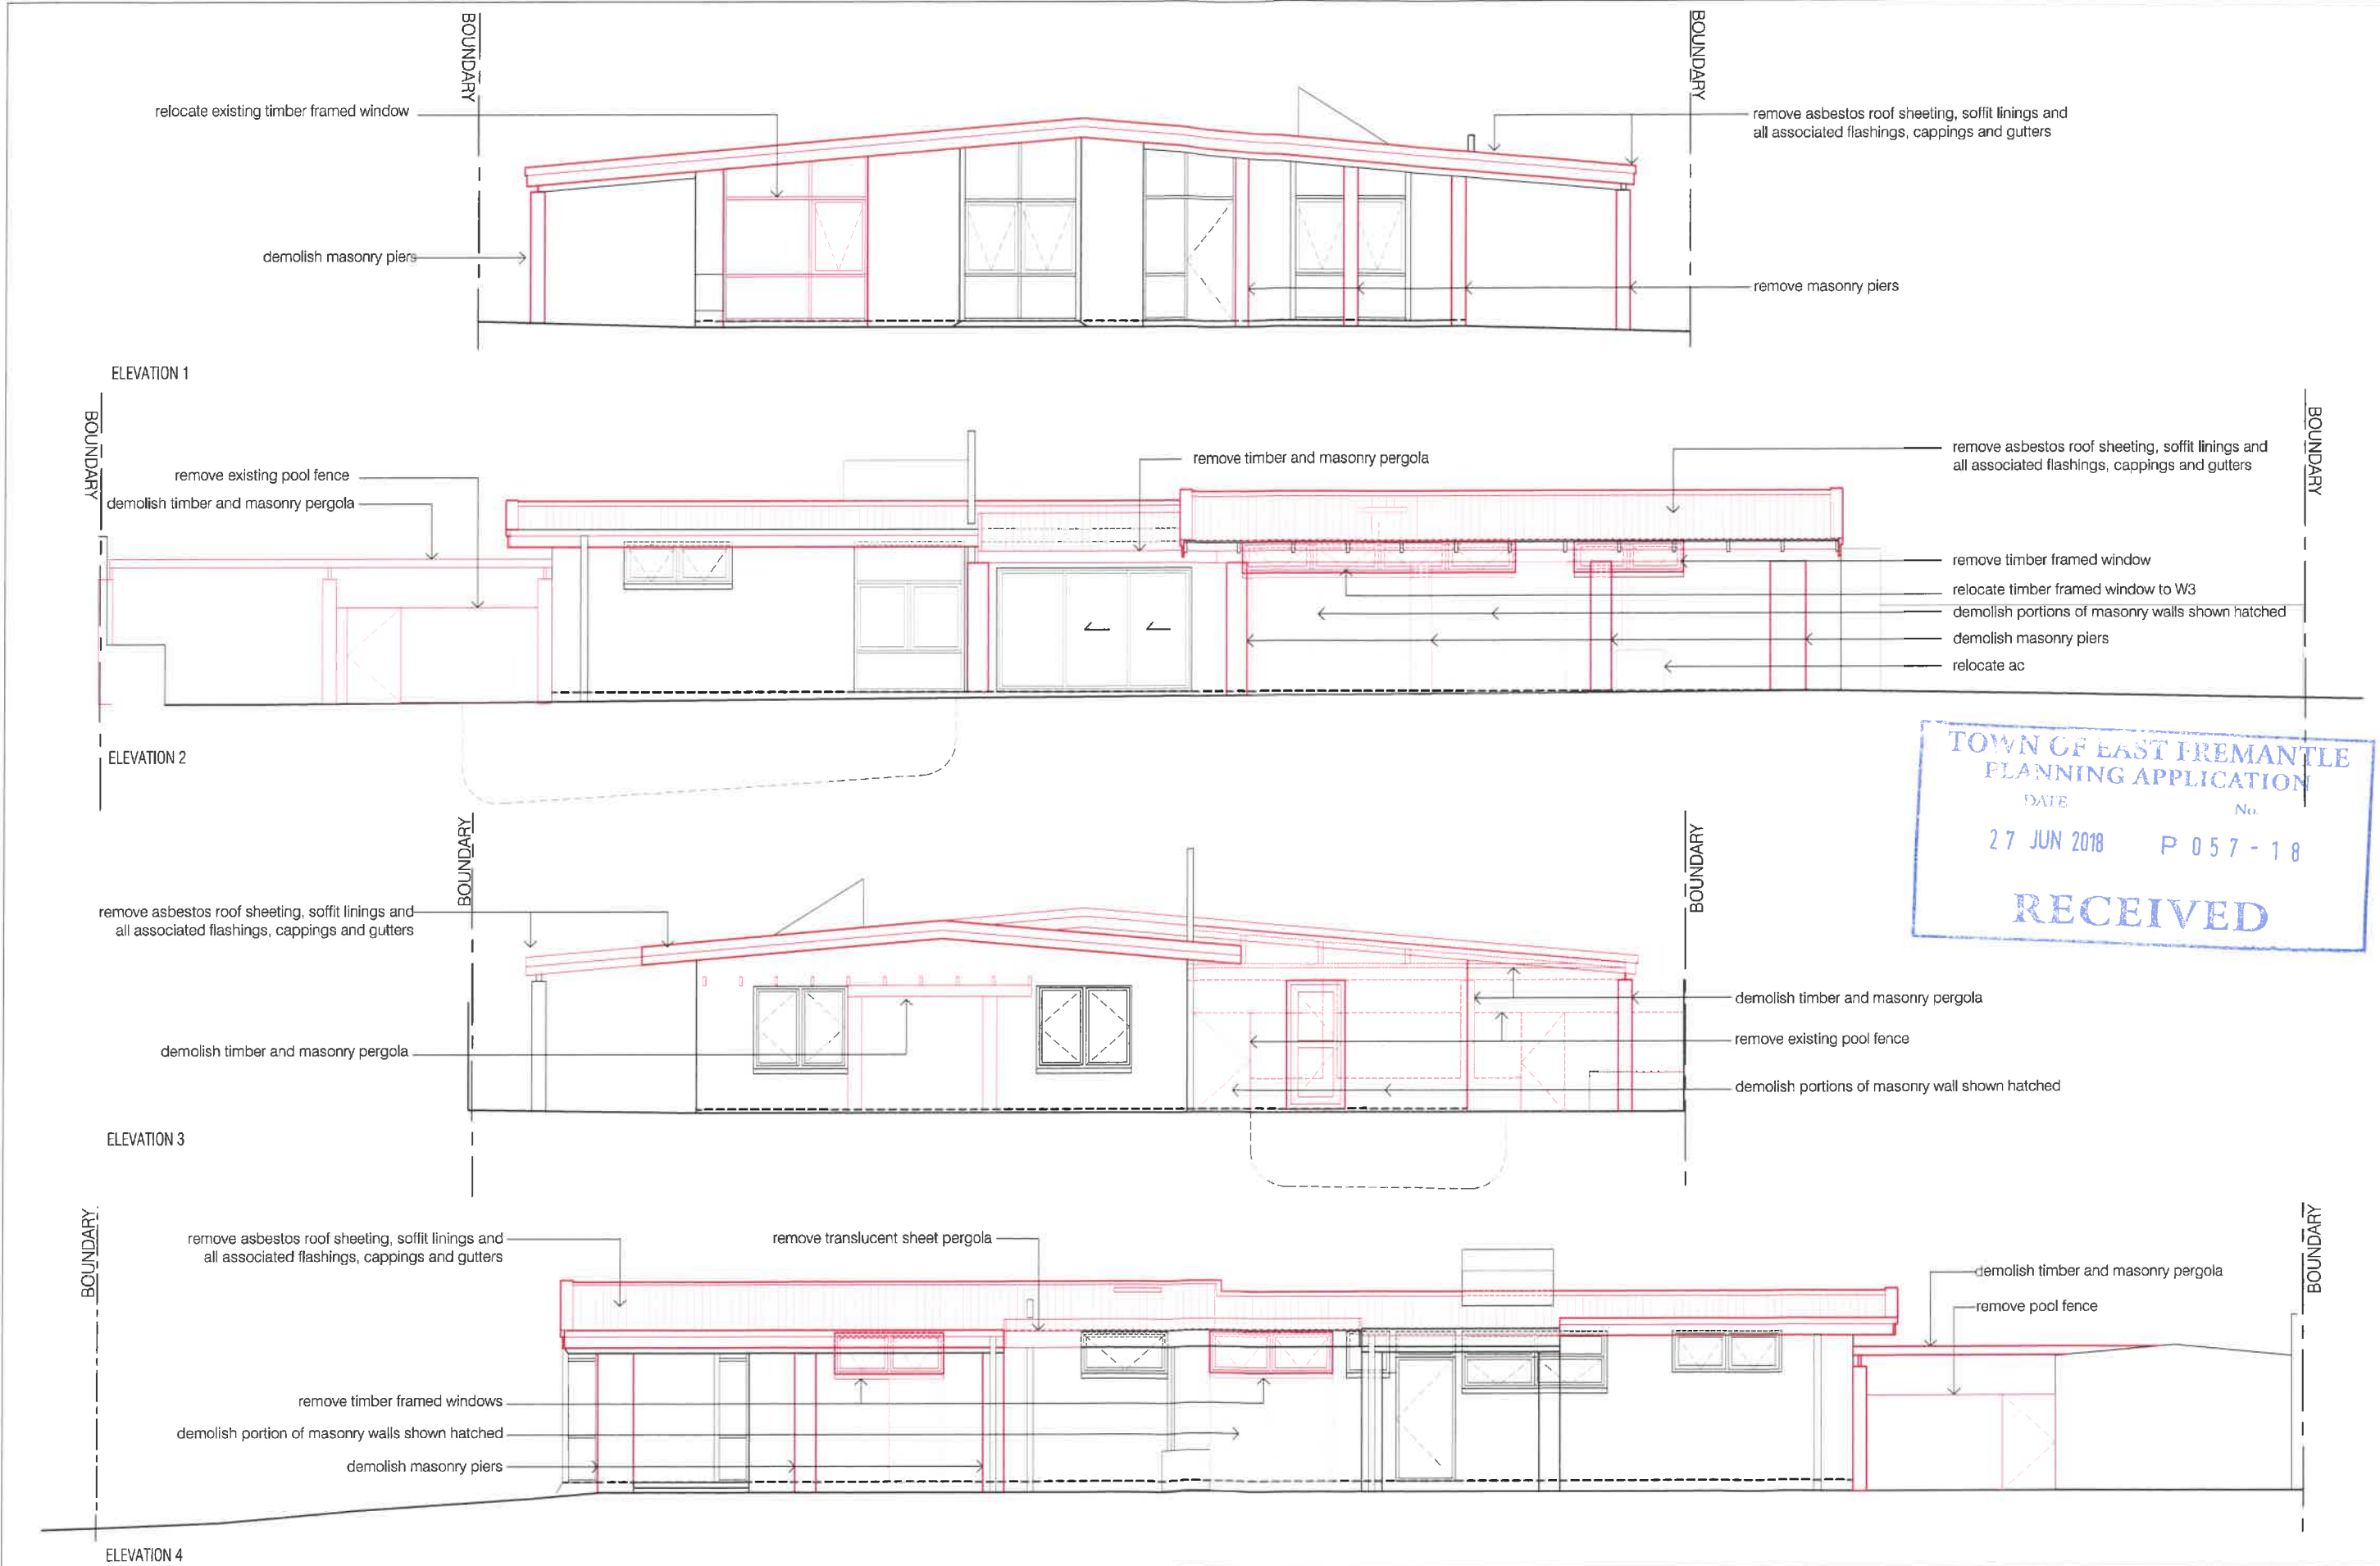 BOUNDARY
BOUNDARY
relocate existing timber framed window
remove asbestos roof sheeting, soffit linings and
all associated flashings, cappings and gutters
demolish masonry piers
remove masonry piers
ELEVATION 1
BOUNDARY
BOUNDARY
remove existing pool fence
demolish timber and masonry pergola
remove timber and masonry pergola
remove asbestos roof sheeting, soffit linings and
all associated flashings, cappings and gutters
remove timber framed window
relocate timber framed window to W3
demolish portions of masonry walls shown hatched
demolish masonry piers
relocate ac
ELEVATION 2
TOWN OF EAST FREMANTLE
PLANNING APPLICATION
DATE No.
27 JUN 2018 P057-18
RECEIVED
BOUNDARY
BOUNDARY
remove asbestos roof sheeting, soffit linings and
all associated flashings, cappings and gutters
demolish timber and masonry pergola
demolish timber and masonry pergola
remove existing pool fence
demolish portions of masonry wall shown hatched
ELEVATION 3
BOUNDARY
BOUNDARY
remove asbestos roof sheeting, soffit linings and
all associated flashings, cappings and gutters
remove translucent sheet pergola
demolish timber and masonry pergola
remove pool fence
remove timber framed windows
demolish portion of masonry walls shown hatched
demolish masonry piers
ELEVATION 4